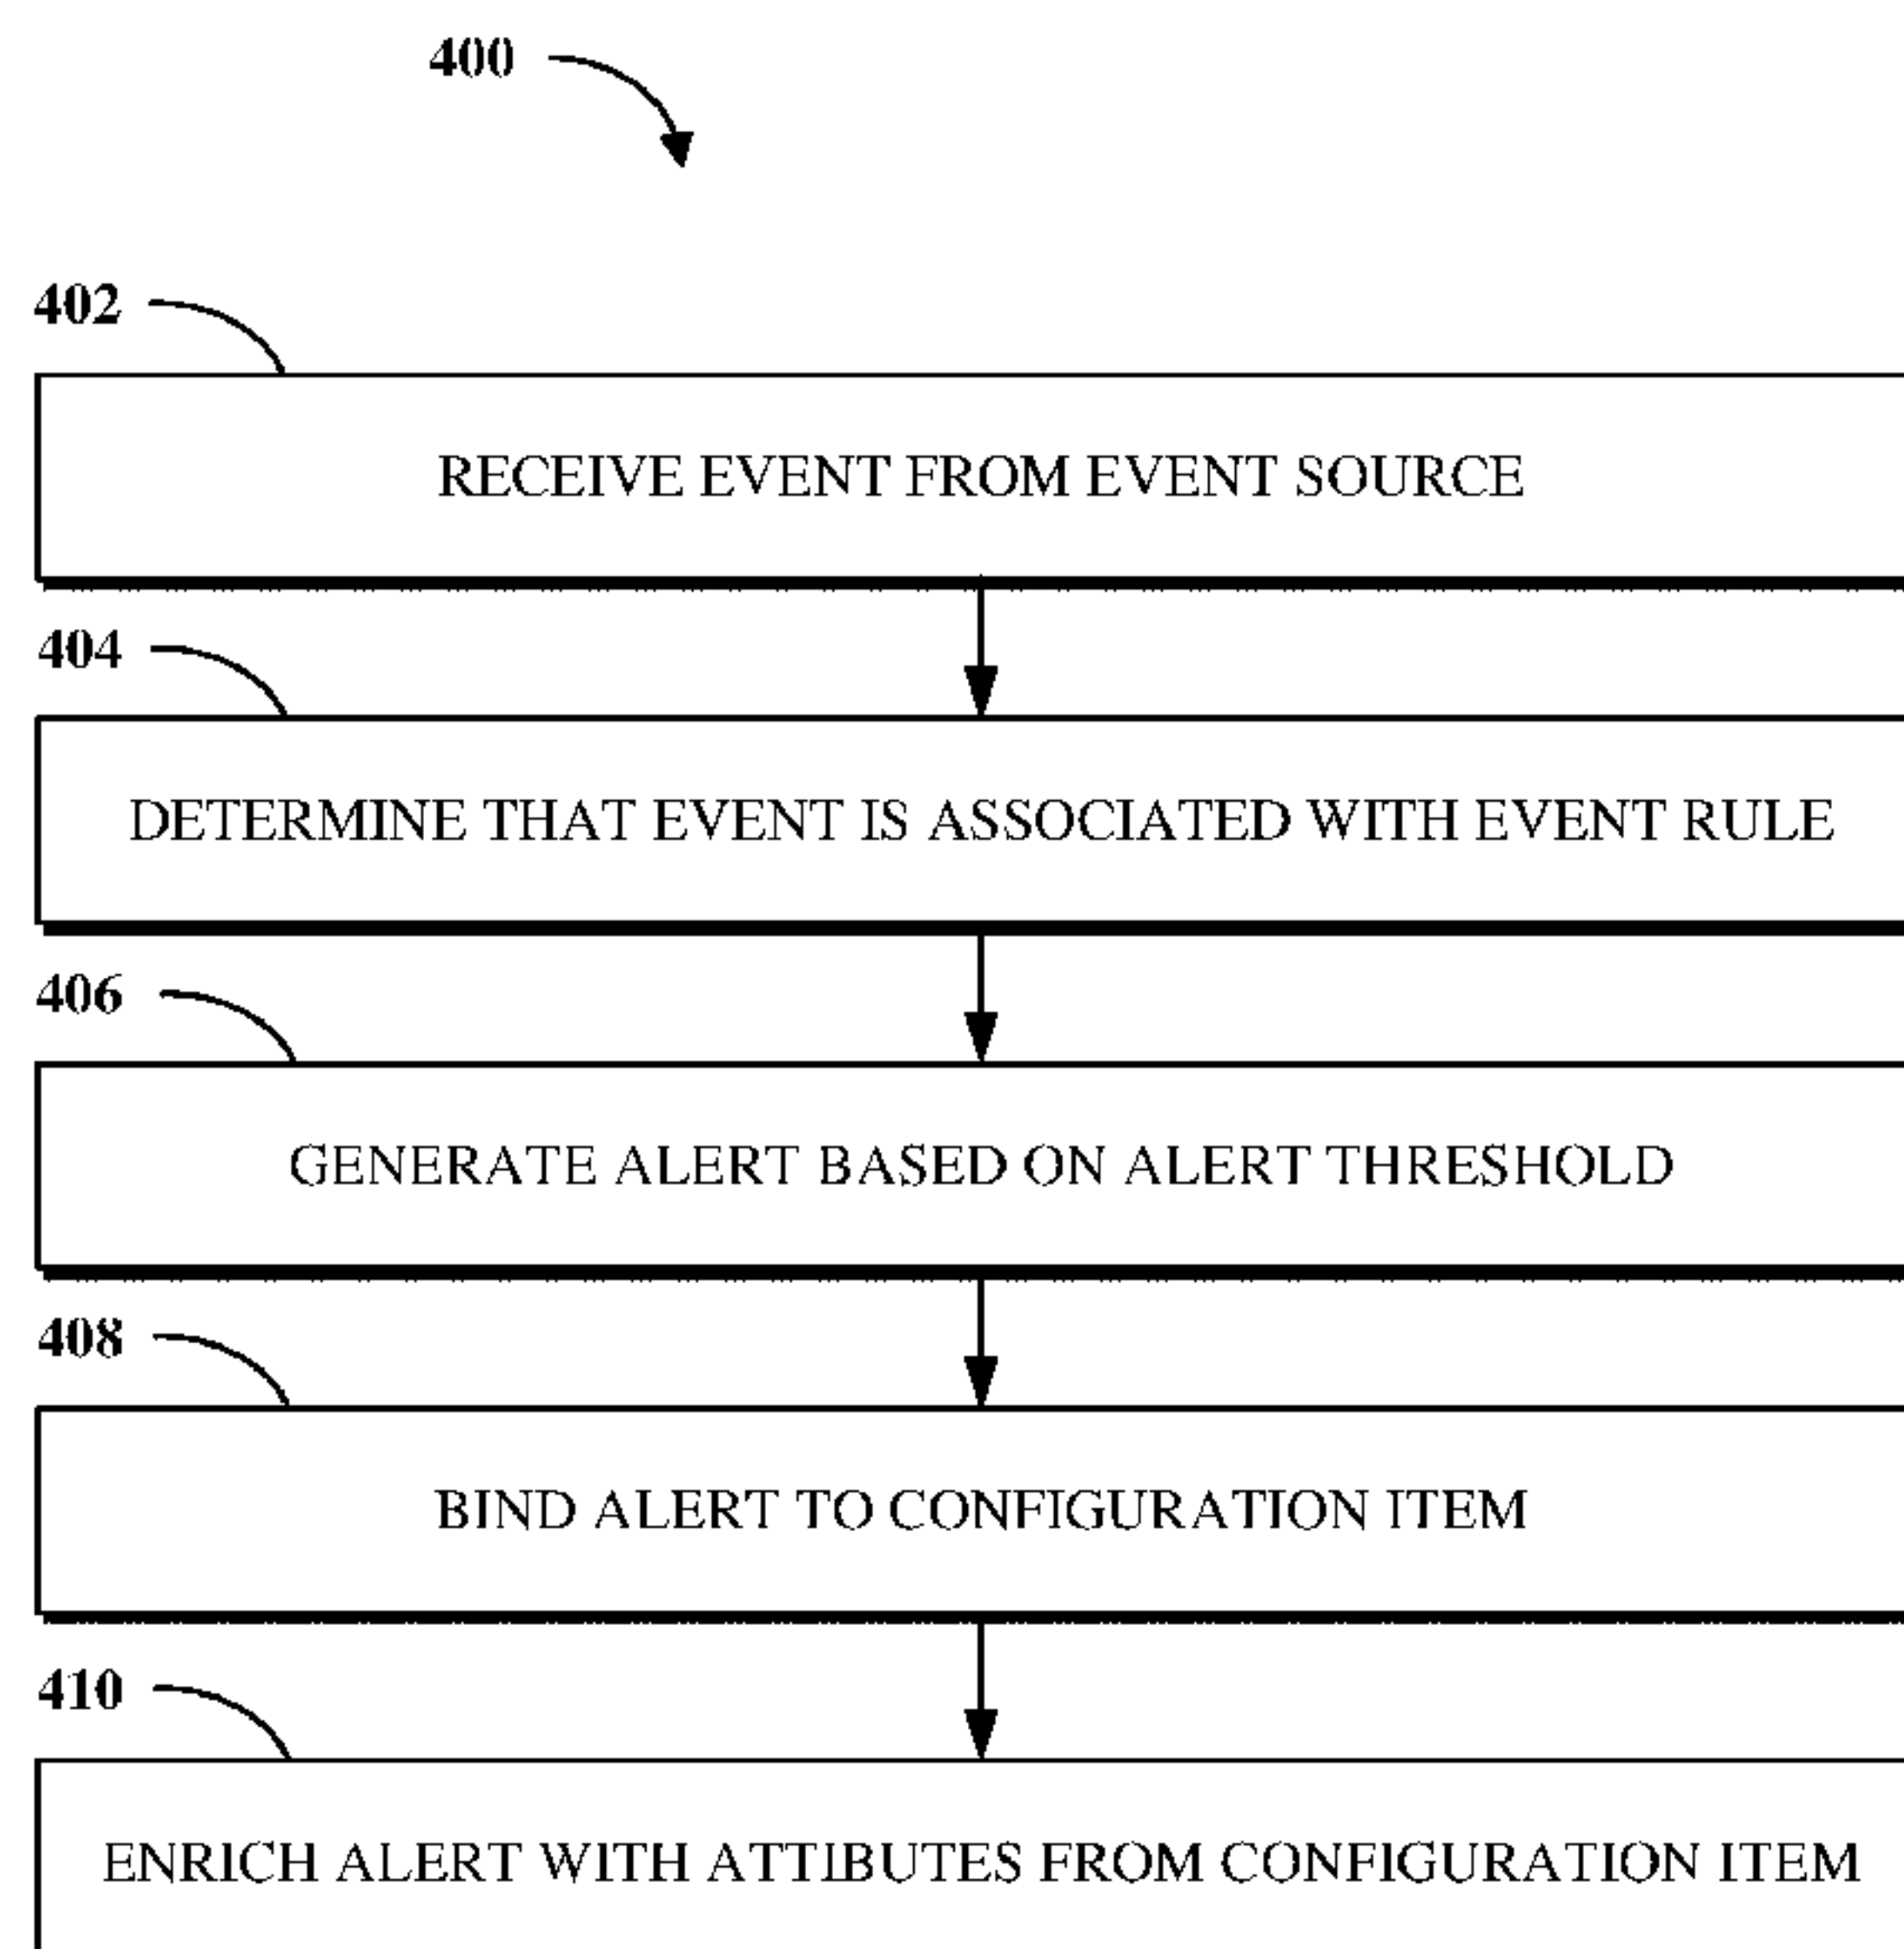 400
402
RECEIVE EVENT FROM EVENT SOURCE
404
DETERMINE THAT EVENT IS ASSOCIATED WITH EVENT RULE
406
GENERATE ALERT BASED ON ALERT THRESHOLD
408
BIND ALERT TO CONFIGURATION ITEM
410
ENRICH ALERT WITH ATTIBUTES FROM CONFIGURATION ITEM